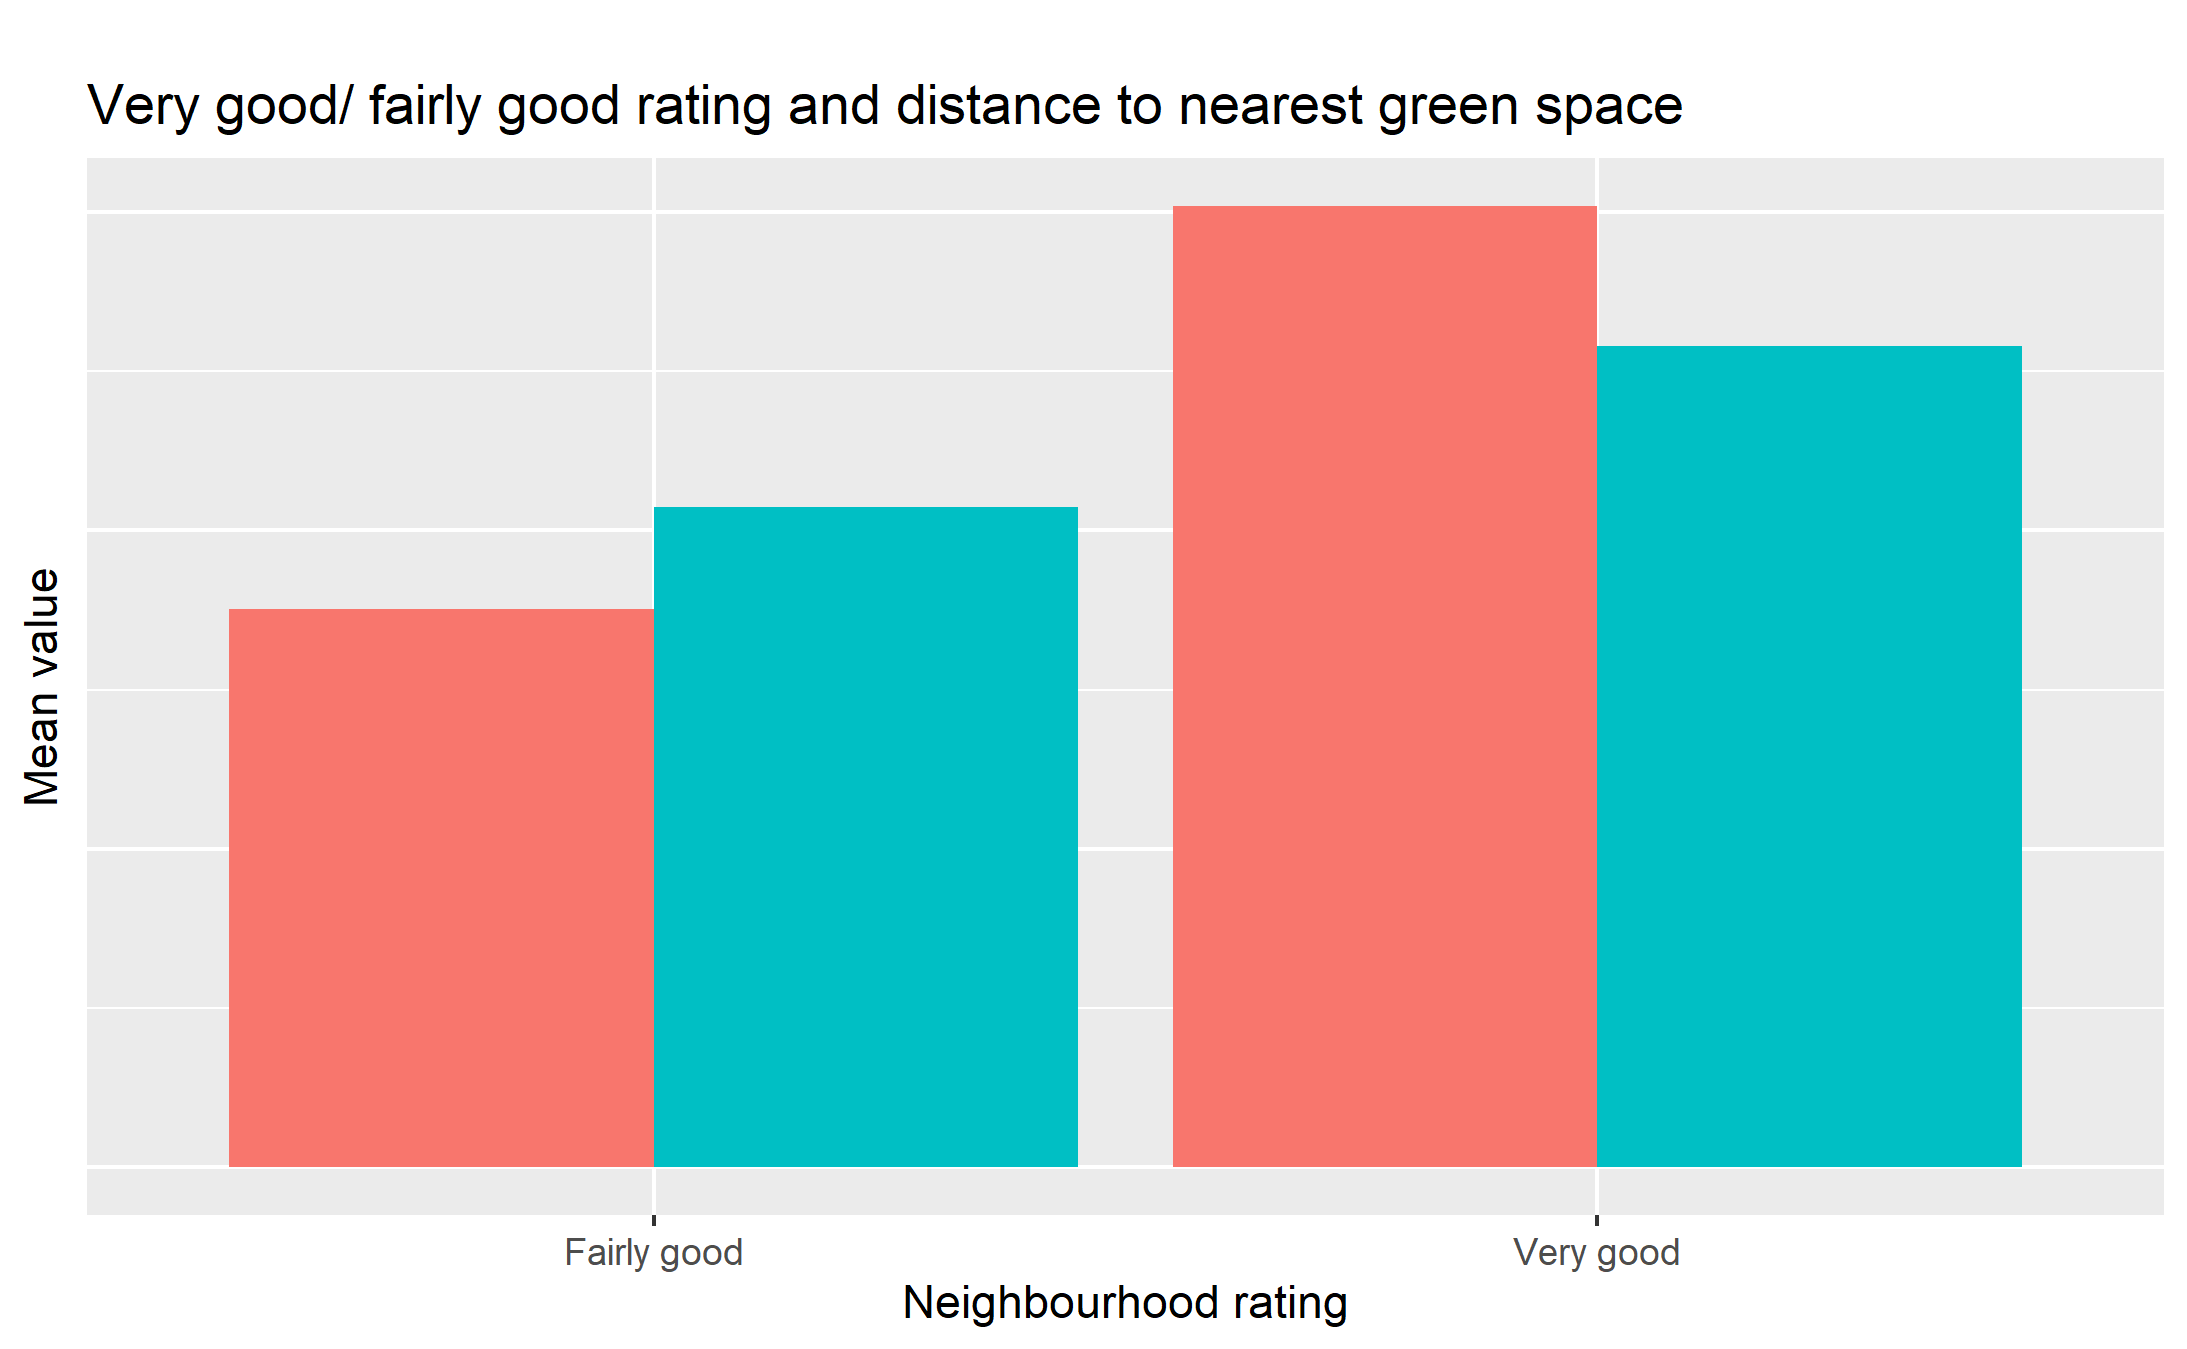 Very good/ fairly good rating and distance to nearest green space
Mean value
Fairly good
Very good
Neighbourhood rating